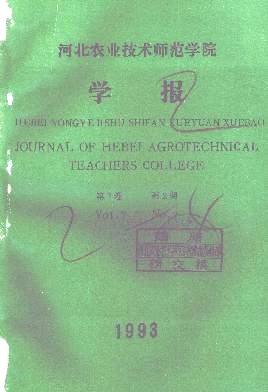 河北农业技术师范学院
学报
HEBEI NONGYE JISHU SHIFAN XUEYUAN XUEBAO
JOURNAL OF HEBEI AGROTECHNICAL
TEACHERS COLLEGE
第7卷
Vol.7
1993